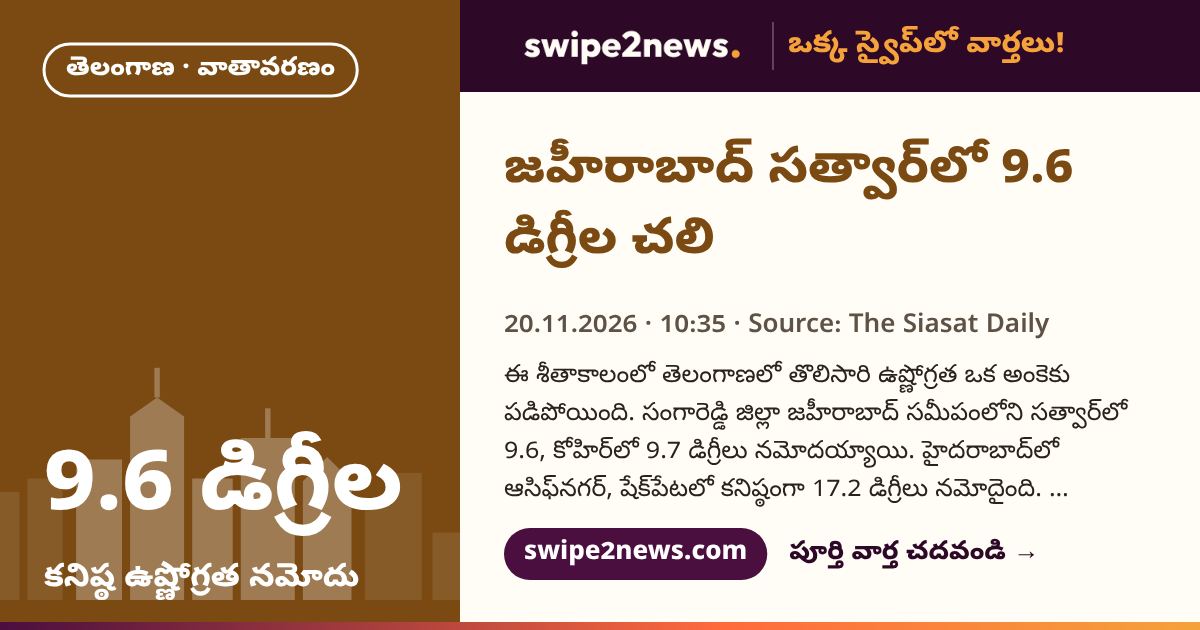 తెలంగాణ · వాతావరణం
9.6 డిగ్రీల
కనిష్ఠ ఉష్ణోగ్రత నమోదు
swipe2news. ఒక్క స్వైప్‌లో వార్తలు!
జహీరాబాద్ సత్వార్‌లో 9.6
డిగ్రీల చలి
20.11.2026 · 10:35 · Source: The Siasat Daily
ఈ శీతాకాలంలో తెలంగాణలో తొలిసారి ఉష్ణోగ్రత ఒక అంకెకు
పడిపోయింది. సంగారెడ్డి జిల్లా జహీరాబాద్ సమీపంలోని సత్వార్‌లో
9.6, కోహిర్‌లో 9.7 డిగ్రీలు నమోదయ్యాయి. హైదరాబాద్‌లో
ఆసిఫ్‌నగర్, షేక్‌పేటలో కనిష్ఠంగా 17.2 డిగ్రీలు నమోదైంది. ...
swipe2news.com పూర్తి వార్త చదవండి →